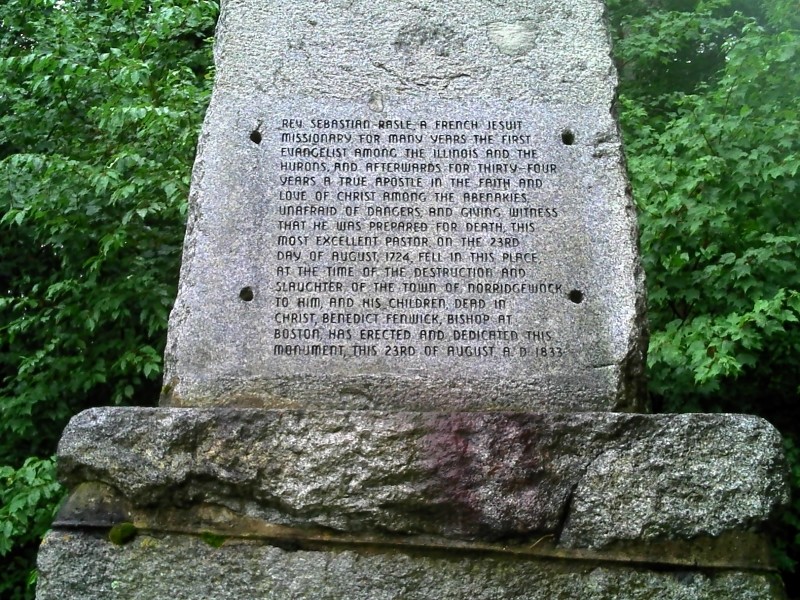 REV. SEBASTIAN RASLE, A FRENCH JESUIT
MISSIONARY, FOR MANY YEARS THE FIRST
EVANGELIST AMONG THE ILLINOIS AND THE
HURONS, AND AFTERWARDS FOR THIRTY-FOUR
YEARS A TRUE APOSTLE IN THE FAITH AND
LOVE OF CHRIST AMONG THE ABENAKIES,
UNAFRAID OF DANGERS, AND GIVING WITNESS
THAT HE WAS PREPARED FOR DEATH, THIS
MOST EXCELLENT PASTOR, ON THE 23RD
DAY OF AUGUST, 1724, FELL IN THIS PLACE,
AT THE TIME OF THE DESTRUCTION AND
SLAUGHTER OF THE TOWN OF NORRIDGEWOCK.
TO HIM, AND HIS CHILDREN, DEAD IN
CHRIST, BENEDICT FENWICK, BISHOP AT
BOSTON, HAS ERECTED AND DEDICATED THIS
MONUMENT, THIS 23RD OF AUGUST A. D. 1833